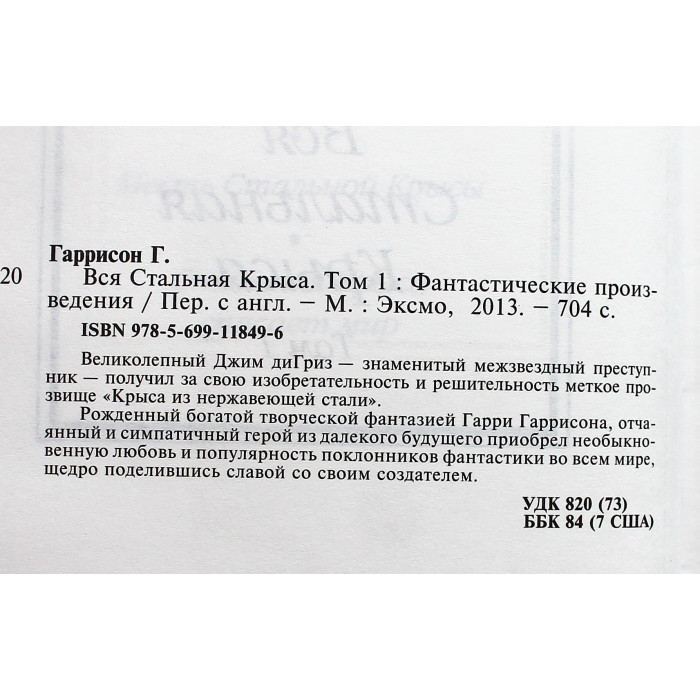 Гаррисон Г.
20 Вся Стальная Крыса. Том 1 : Фантастические произ-
ведения / Пер. с англ. – М. : Эксмо, 2013. – 704 с.
ISBN 978-5-699-11849-6
Великолепный Джим диГриз — знаменитый межзвездный преступ-
ник — получил за свою изобретательность и решительность меткое про-
звище «Крыса из нержавеющей стали».
Рожденный богатой творческой фантазией Гарри Гаррисона, отча-
янный и симпатичный герой из далекого будущего приобрел необыкно-
венную любовь и популярность поклонников фантастики во всем мире,
щедро поделившись славой со своим создателем.
УДК 820 (73)
ББК 84 (7 США)